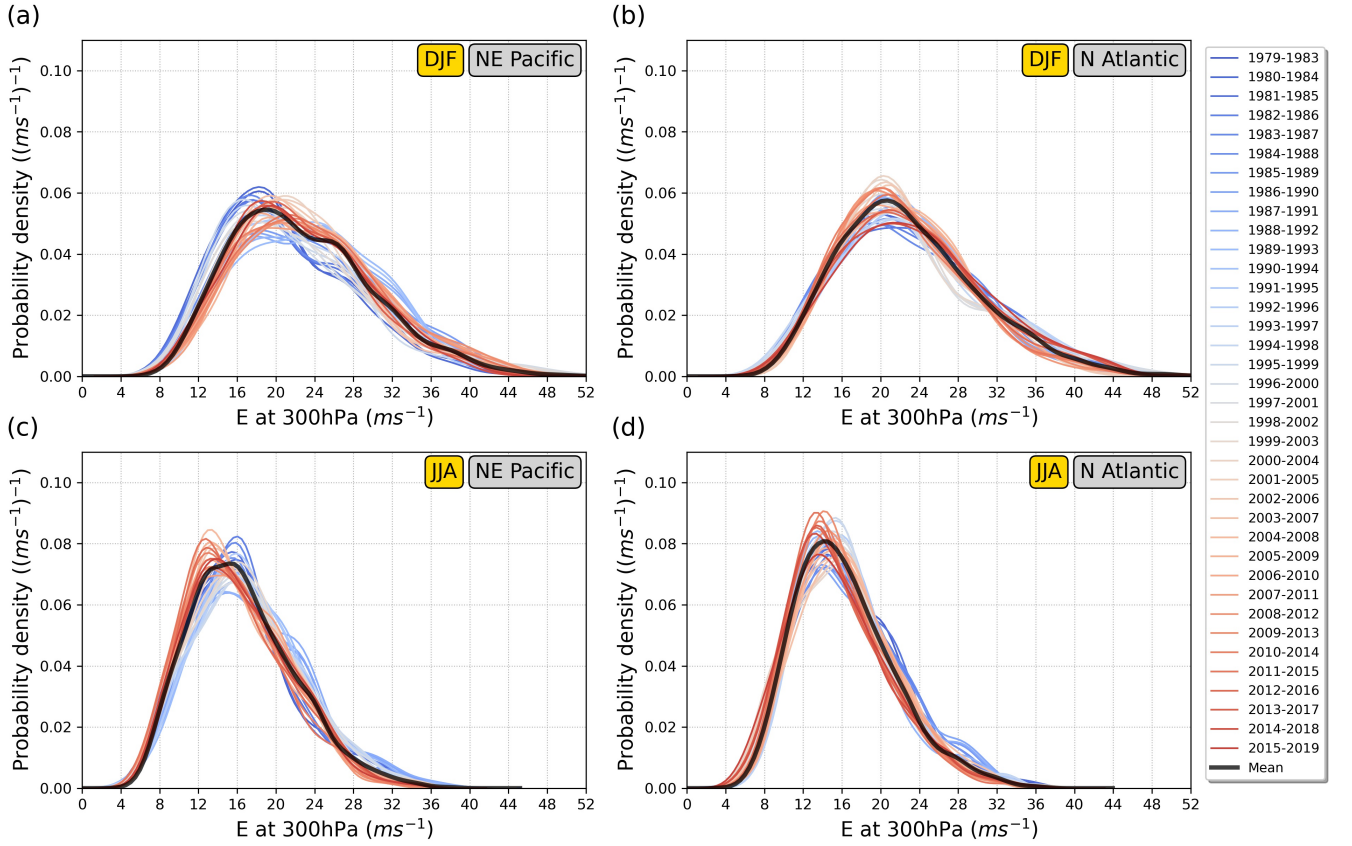 (a)
DJF NE Pacific
0.10
0.08
0.06
0.04
0.02
0.00
Probability density ((ms⁻¹)⁻¹)
0 4 8 12 16 20 24 28 32 36 40 44 48 52
E at 300hPa (ms⁻¹)
(b)
DJF N Atlantic
0.10
0.08
0.06
0.04
0.02
0.00
Probability density ((ms⁻¹)⁻¹)
0 4 8 12 16 20 24 28 32 36 40 44 48 52
E at 300hPa (ms⁻¹)
(c)
JJA NE Pacific
0.10
0.08
0.06
0.04
0.02
0.00
Probability density ((ms⁻¹)⁻¹)
0 4 8 12 16 20 24 28 32 36 40 44 48 52
E at 300hPa (ms⁻¹)
(d)
JJA N Atlantic
0.10
0.08
0.06
0.04
0.02
0.00
Probability density ((ms⁻¹)⁻¹)
0 4 8 12 16 20 24 28 32 36 40 44 48 52
E at 300hPa (ms⁻¹)
1979-1983
1980-1984
1981-1985
1982-1986
1983-1987
1984-1988
1985-1989
1986-1990
1987-1991
1988-1992
1989-1993
1990-1994
1991-1995
1992-1996
1993-1997
1994-1998
1995-1999
1996-2000
1997-2001
1998-2002
1999-2003
2000-2004
2001-2005
2002-2006
2003-2007
2004-2008
2005-2009
2006-2010
2007-2011
2008-2012
2009-2013
2010-2014
2011-2015
2012-2016
2013-2017
2014-2018
2015-2019
Mean